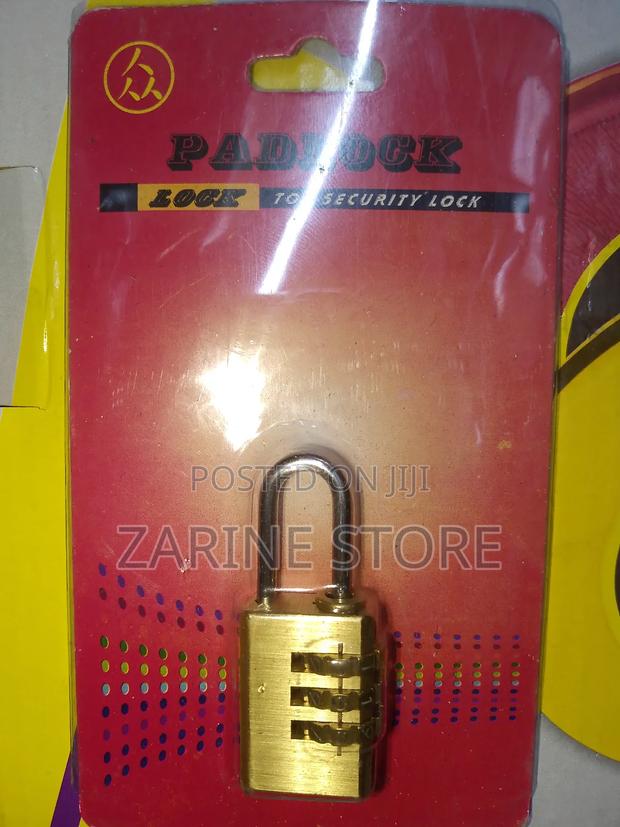 众
PADLOCK
LOCK TOP SECURITY LOCK
POSTED ON JIJI
ZARINE STORE